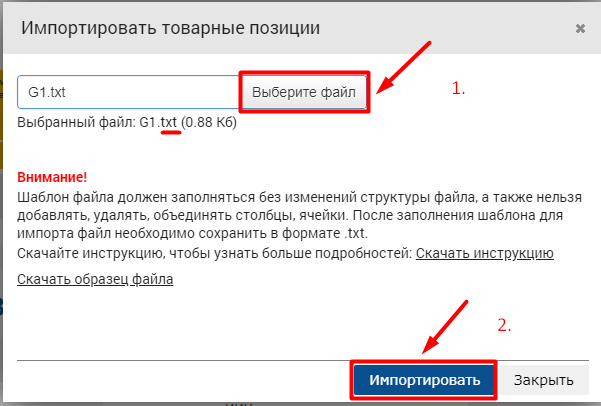 Импортировать товарные позиции
G1.txt
Выберите файл
1.
Выбранный файл: G1.txt (0.88 Кб)
Внимание!
Шаблон файла должен заполняться без изменений структуры файла, а также нельзя
добавлять, удалять, объединять столбцы, ячейки. После заполнения шаблона для
импорта файл необходимо сохранить в формате .txt.
Скачайте инструкцию, чтобы узнать больше подробностей: Скачать инструкцию
Скачать образец файла
2.
Импортировать
Закрыть